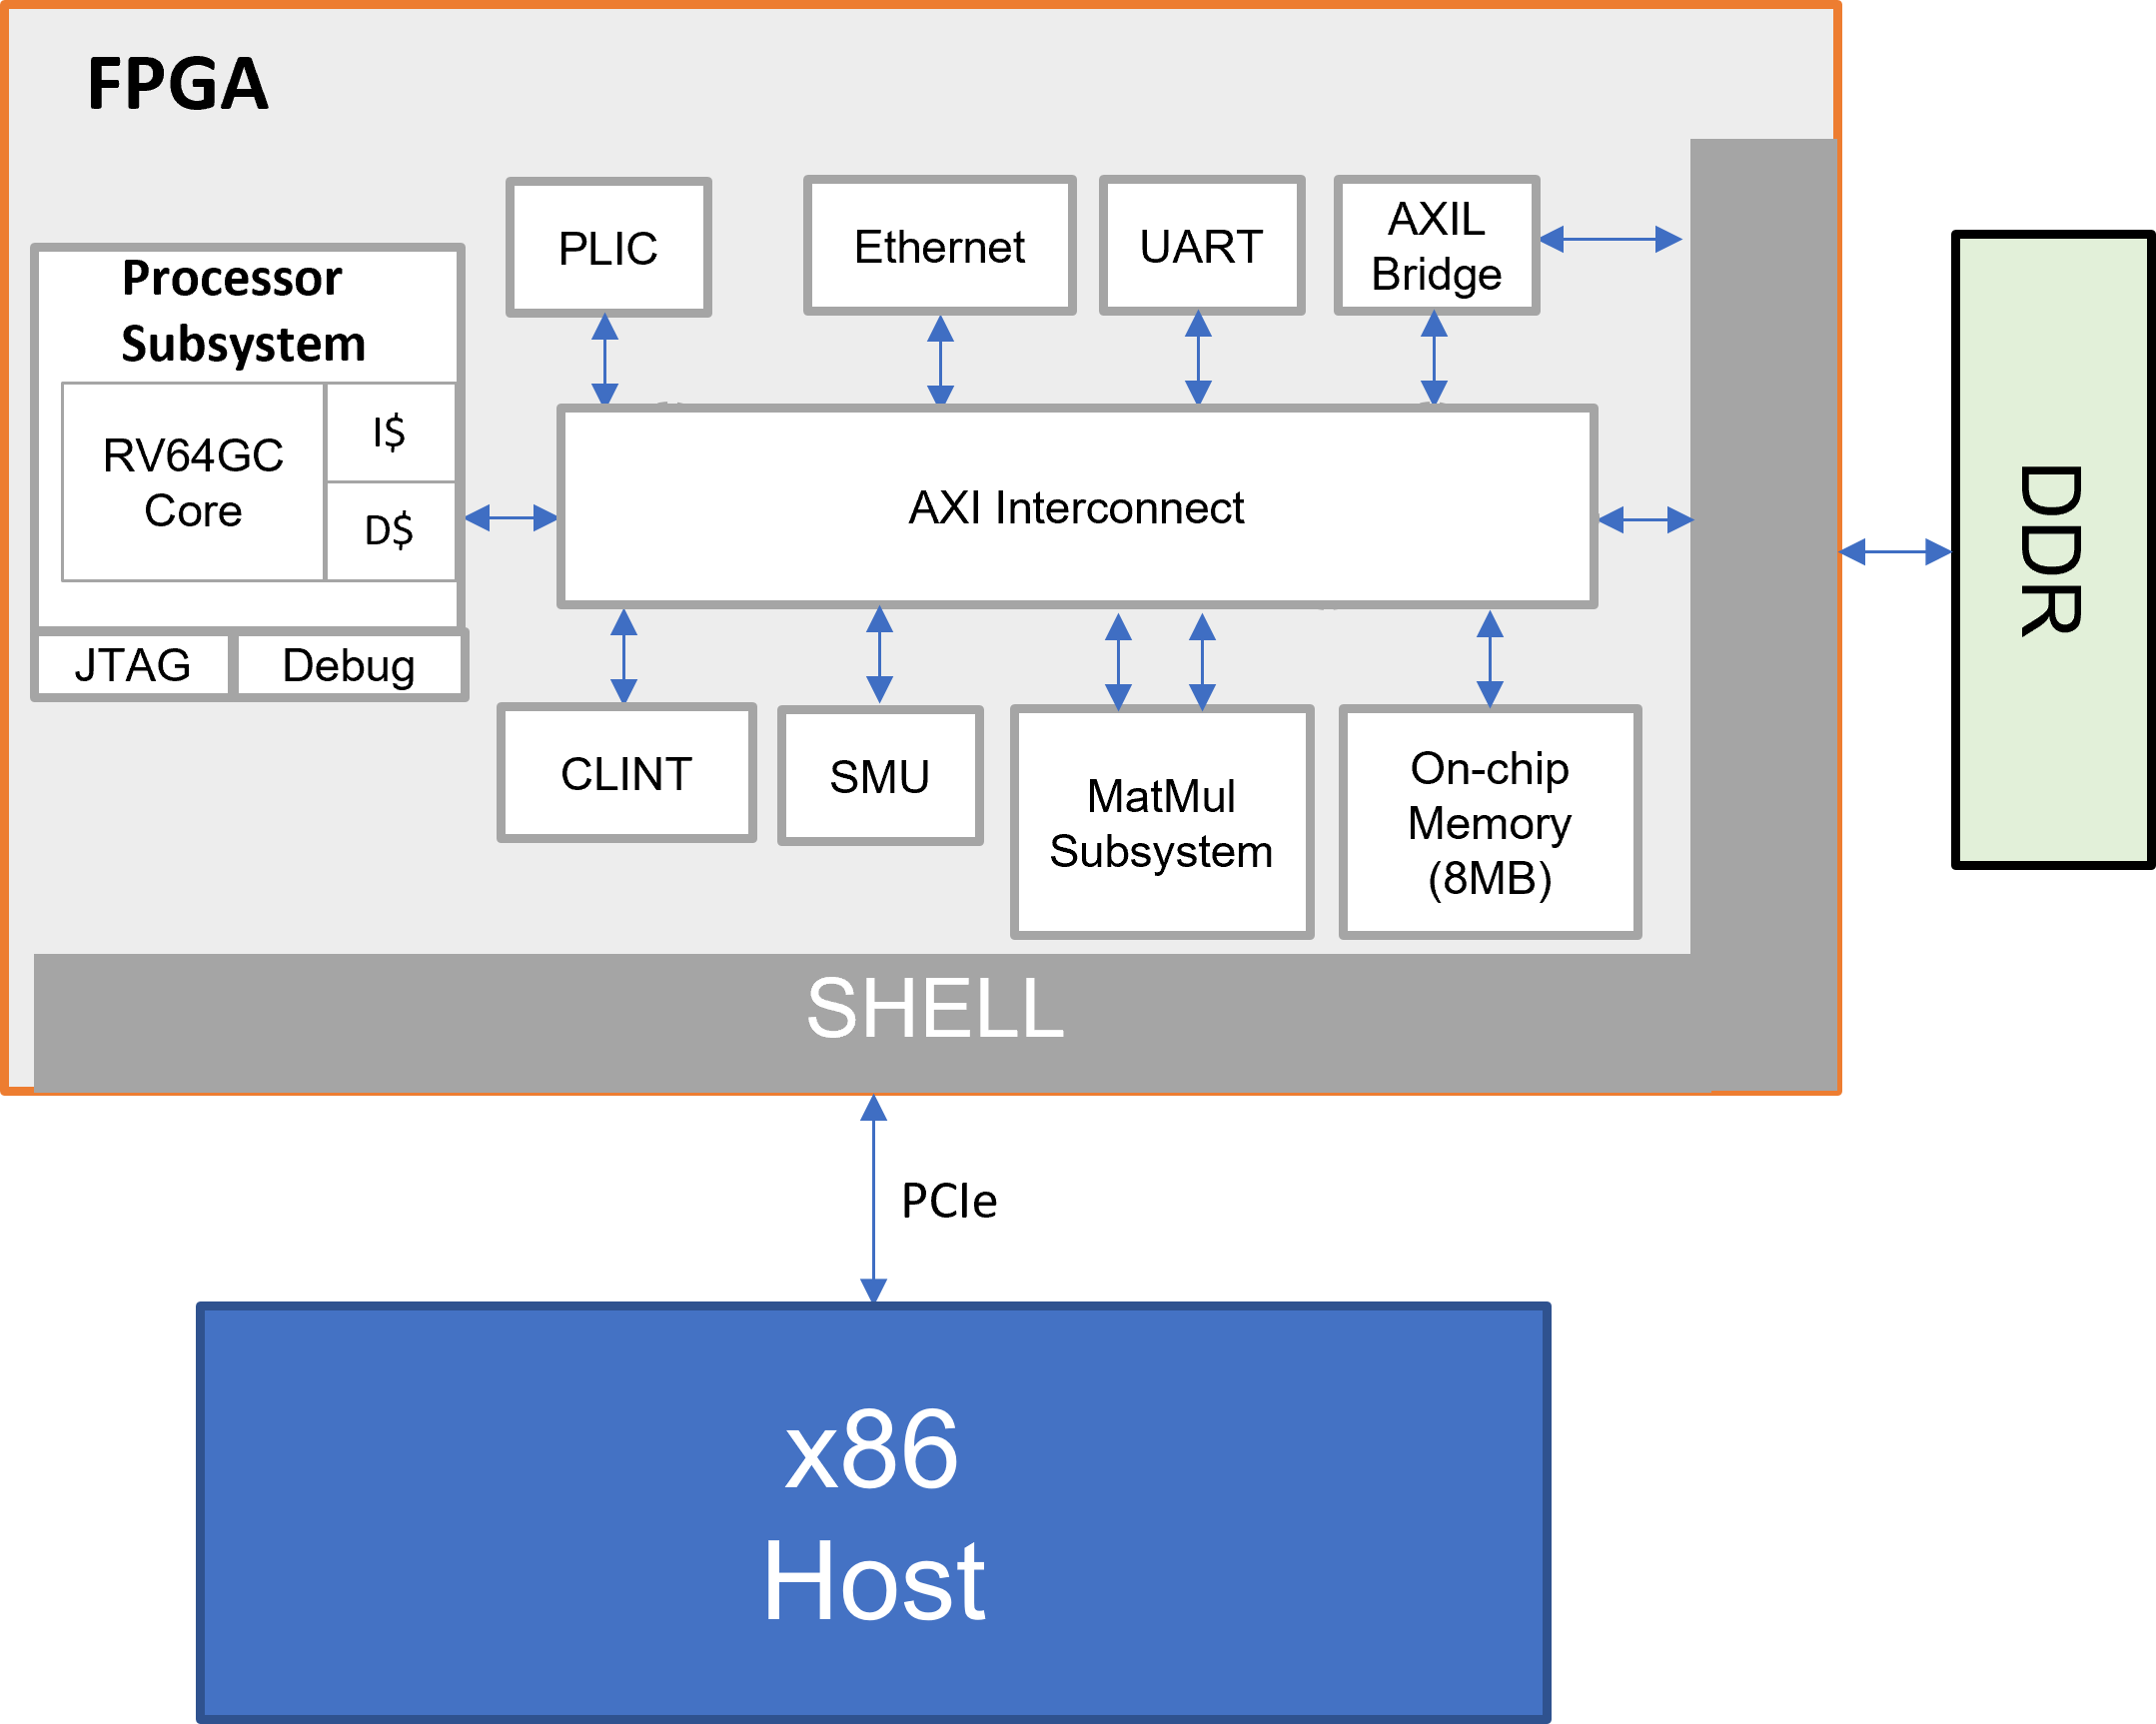 FPGA
PLIC
Ethernet
UART
AXIL
Bridge
Processor
Subsystem
RV64GC
Core
I$
D$
JTAG
Debug
AXI Interconnect
CLINT
SMU
MatMul
Subsystem
On-chip
Memory
(8MB)
SHELL
DDR
PCIe
x86
Host